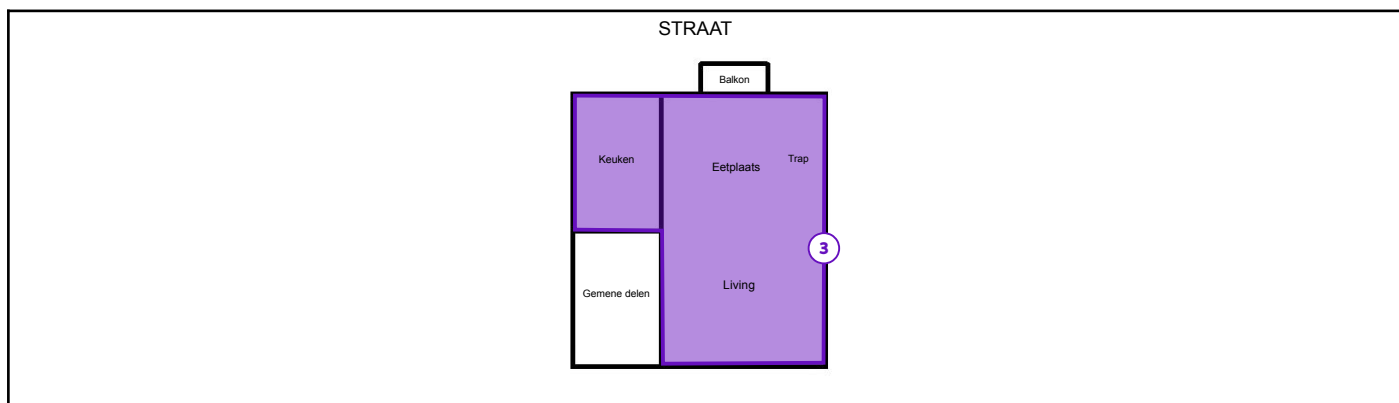 STRAAT
Balkon
Keuken
Eetplaats
Trap
3
Living
Gemene delen